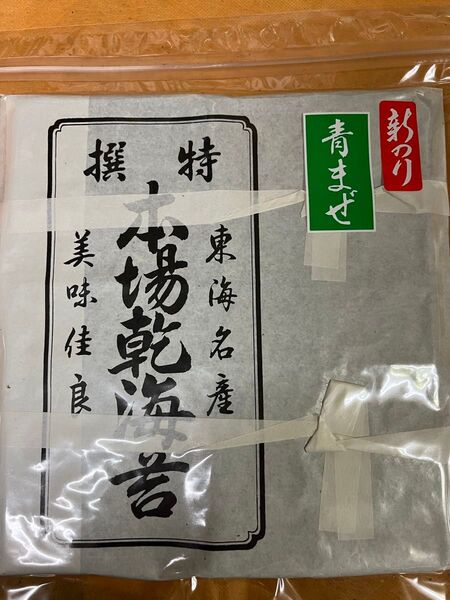 新のり
青まぜ
特撰
東海名産
本場乾海苔
美味佳良